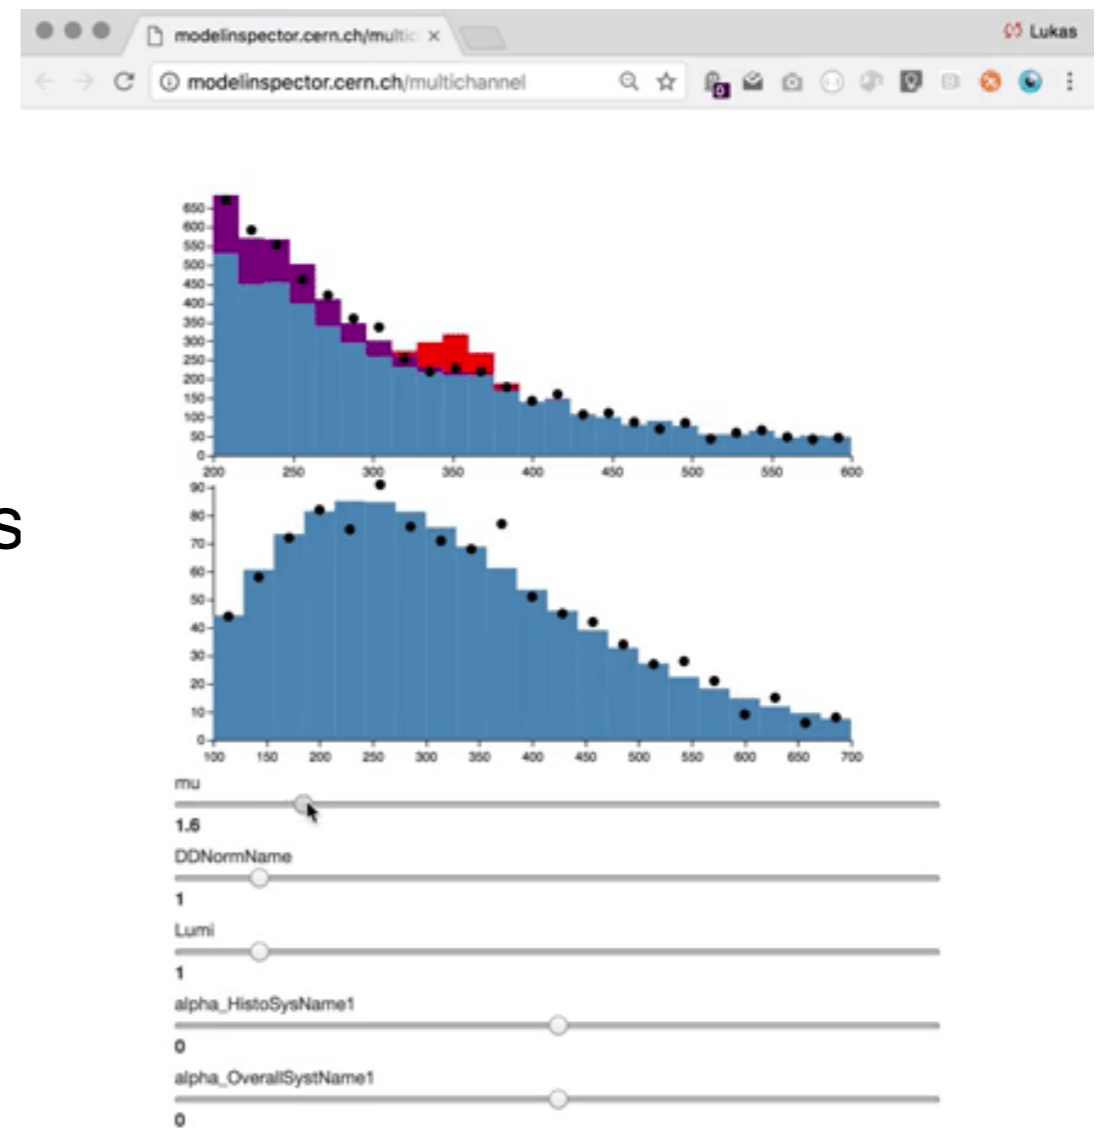 modelinspector.cern.ch/multic
Lukas
modelinspector.cern.ch/multichannel
0
650
600
550
500
450
400
350
300
250
200
150
100
50
0
200 250 300 350 400 450 500 550 600
s
90
80
70
60
50
40
30
20
10
0
100 150 200 250 300 350 400 450 500 550 600 650 700
mu
1.6
DDNormName
1
Lumi
1
alpha_HistoSysName1
0
alpha_OverallSystName1
0